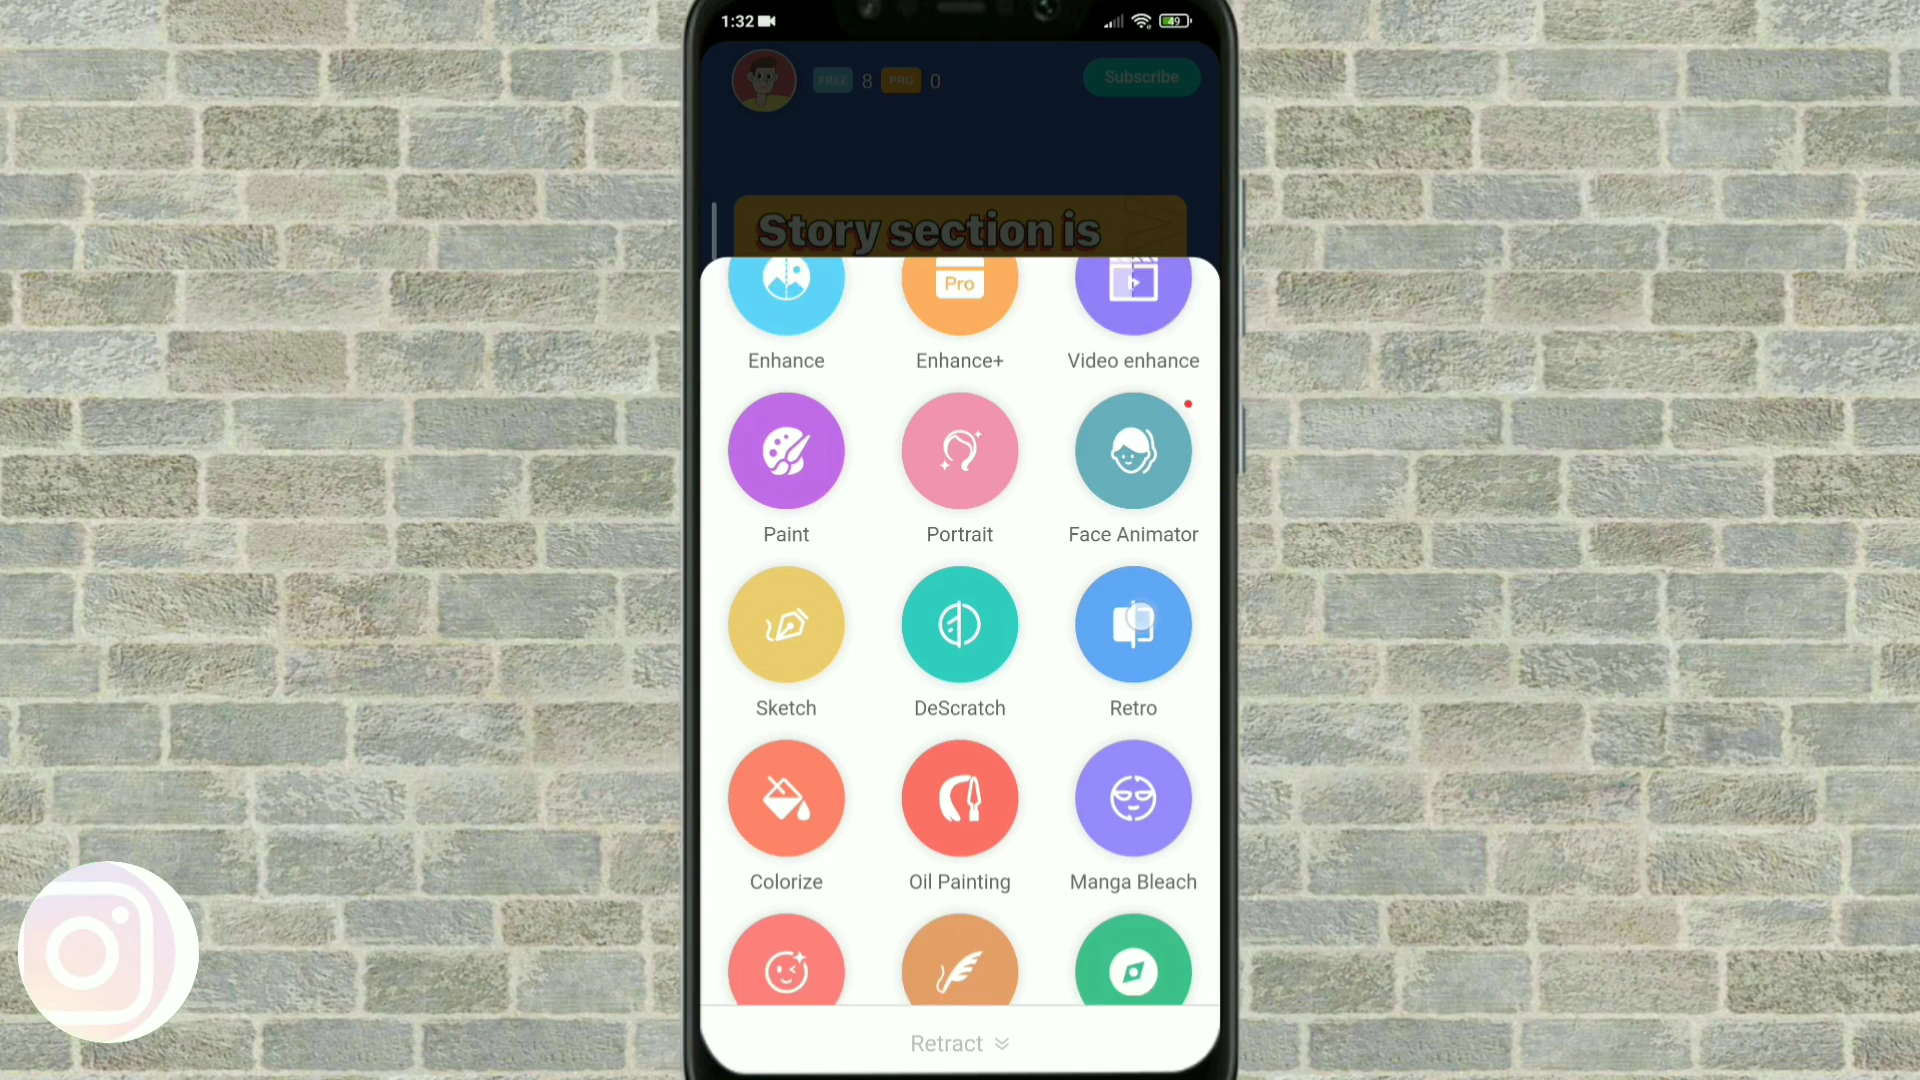 1:32
49
FREE 8 PRO 0
Subscribe
Story section is
Pro
Enhance
Enhance+
Video enhance
Paint
Portrait
Face Animator
Sketch
DeScratch
Retro
Colorize
Oil Painting
Manga Bleach
Retract